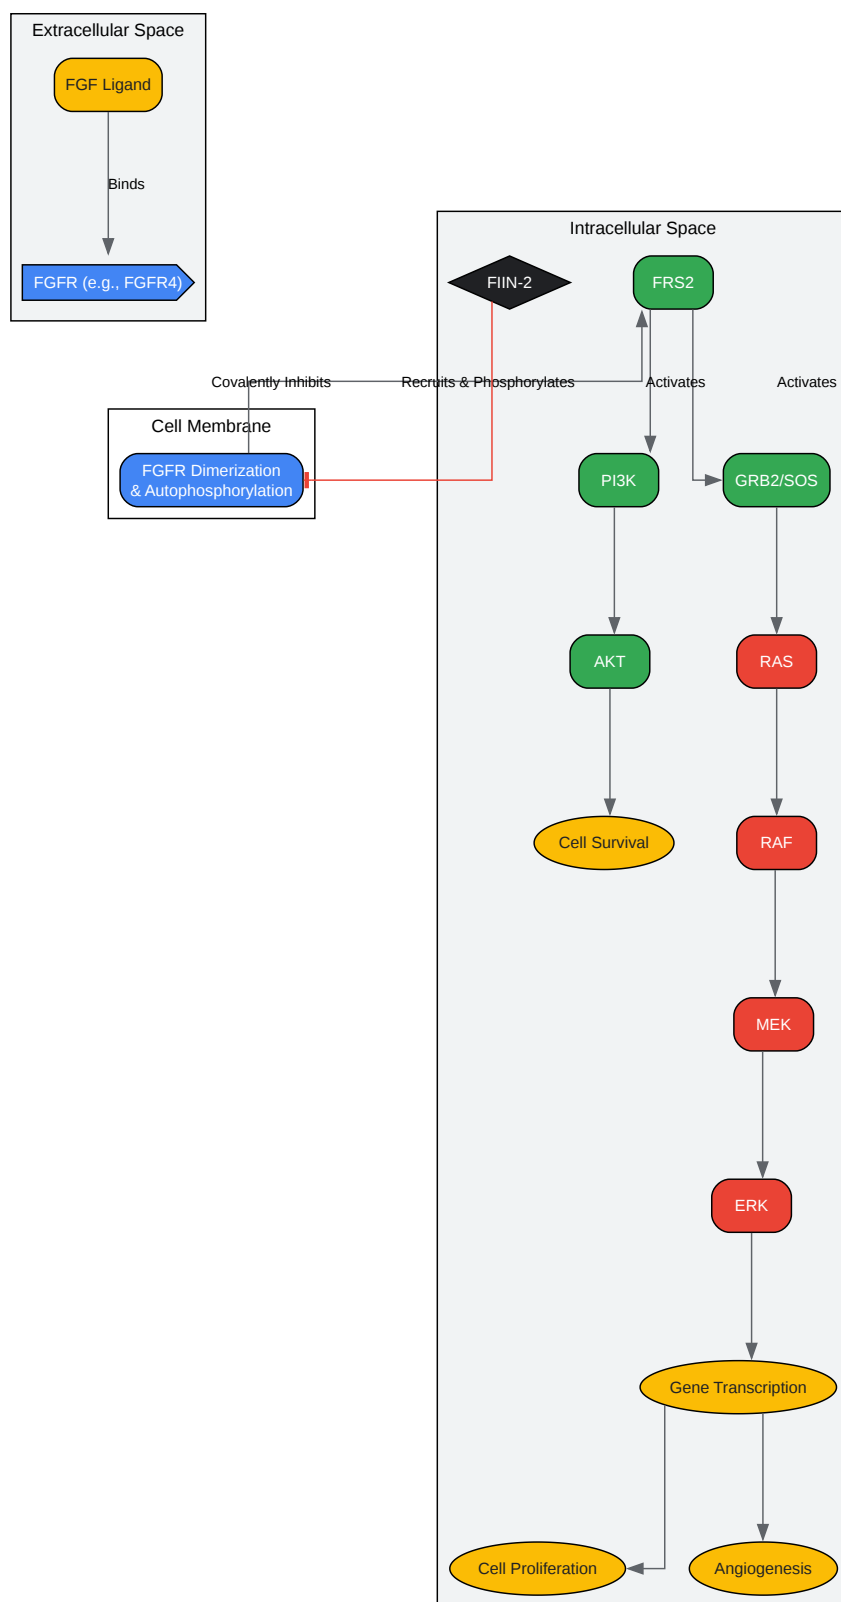 Extracellular Space
FGF Ligand
Binds
FGFR (e.g., FGFR4)
Intracellular Space
FIIN-2
FRS2
Covalently Inhibits
Recruits & Phosphorylates
Activates
Activates
Cell Membrane
FGFR Dimerization
& Autophosphorylation
PI3K
GRB2/SOS
AKT
RAS
Cell Survival
RAF
MEK
ERK
Gene Transcription
Cell Proliferation
Angiogenesis